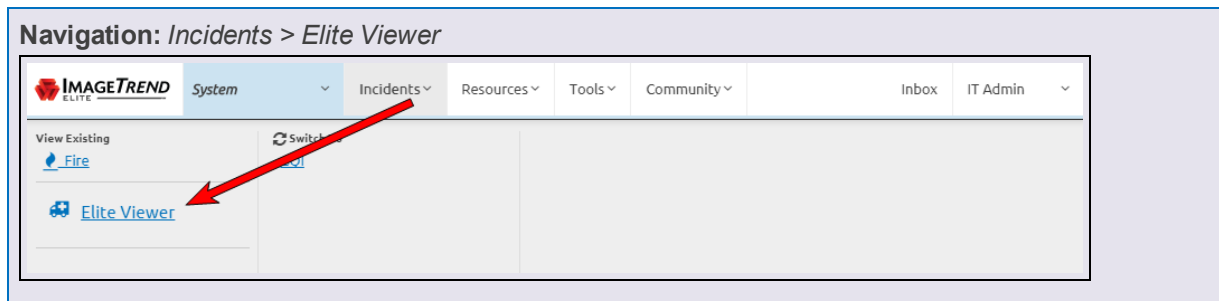 Navigation: Incidents > Elite Viewer
IMAGETREND
ELITE
System
Incidents
Resources
Tools
Community
Inbox
IT Admin
View Existing
Fire
Elite Viewer